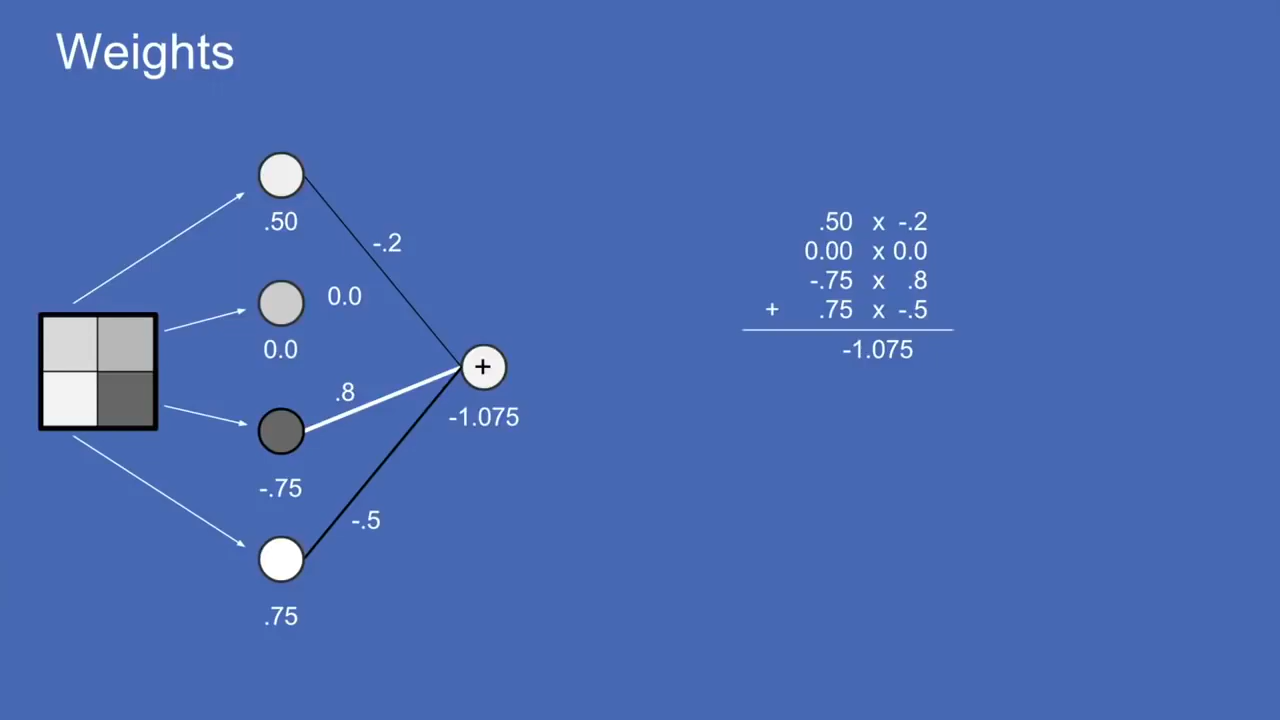 Weights
.50
-.2
0.0
0.0
.8
+
-1.075
-.75
-.5
.75
.50 x -.2
0.00 x 0.0
-.75 x .8
+ .75 x -.5
-1.075